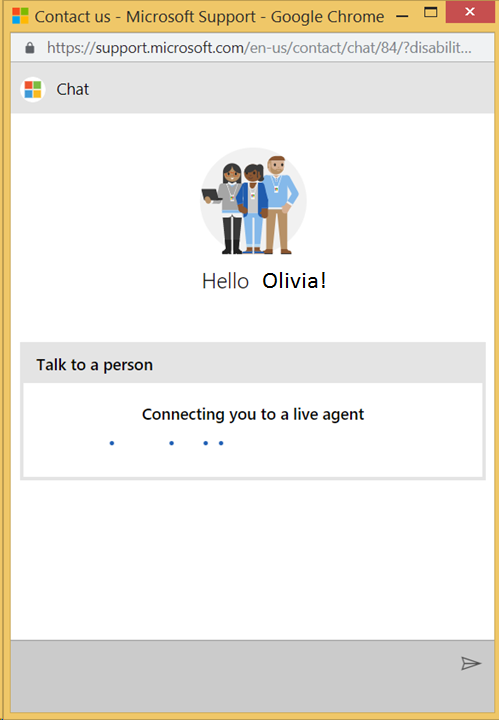 Contact us - Microsoft Support - Google Chrome
https://support.microsoft.com/en-us/contact/chat/84/?disabilit...
Chat
Hello Olivia!
Talk to a person
Connecting you to a live agent